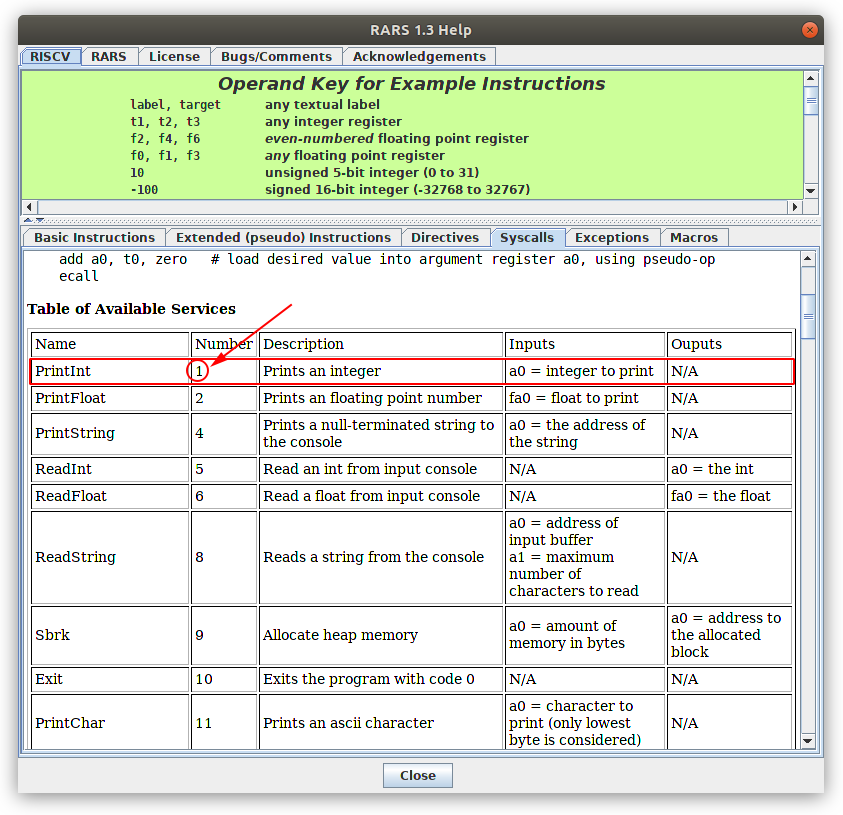 RARS 1.3 Help
RISCV RARS License Bugs/Comments Acknowledgements
Operand Key for Example Instructions
label, target any textual label
t1, t2, t3 any integer register
f2, f4, f6 even-numbered floating point register
f0, f1, f3 any floating point register
10 unsigned 5-bit integer (0 to 31)
-100 signed 16-bit integer (-32768 to 32767)
Basic Instructions Extended (pseudo) Instructions Directives Syscalls Exceptions Macros
add a0, t0, zero # load desired value into argument register a0, using pseudo-op
ecall
Table of Available Services
Name Number Description Inputs Ouputs
PrintInt 1 Prints an integer a0 = integer to print N/A
PrintFloat 2 Prints an floating point number fa0 = float to print N/A
PrintString 4 Prints a null-terminated string to
the console
a0 = the address of
the string
N/A
ReadInt 5 Read an int from input console N/A a0 = the int
ReadFloat 6 Read a float from input console N/A fa0 = the float
ReadString 8 Reads a string from the console
a0 = address of
input buffer
a1 = maximum
number of
characters to read
N/A
Sbrk 9 Allocate heap memory
a0 = amount of
memory in bytes
a0 = address to
the allocated
block
Exit 10 Exits the program with code 0 N/A N/A
PrintChar 11 Prints an ascii character
a0 = character to
print (only lowest
byte is considered)
N/A
Close